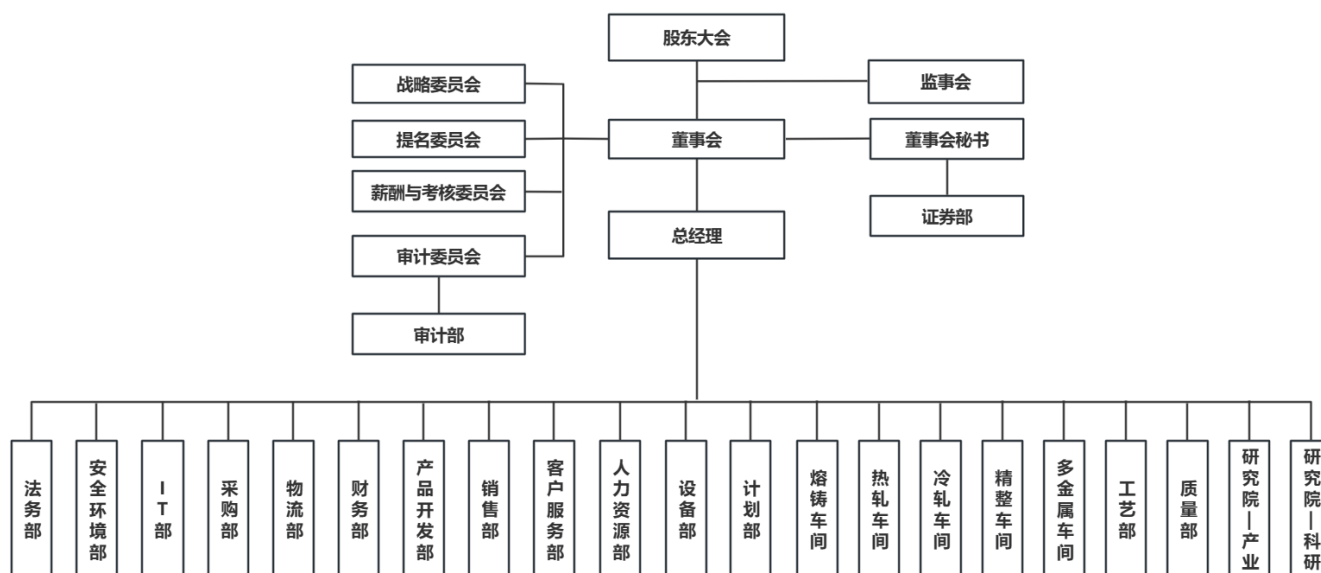 股东大会
战略委员会
监事会
提名委员会
董事会
董事会秘书
薪酬与考核委员会
证券部
总经理
审计委员会
审计部
法务部
安全环境部
IT部
采购部
物流部
财务部
产品开发部
销售部
客户服务部
人力资源部
设备部
计划部
熔铸车间
热轧车间
冷轧车间
精整车间
多金属车间
工艺部
质量部
研究院—产业
研究院—科研